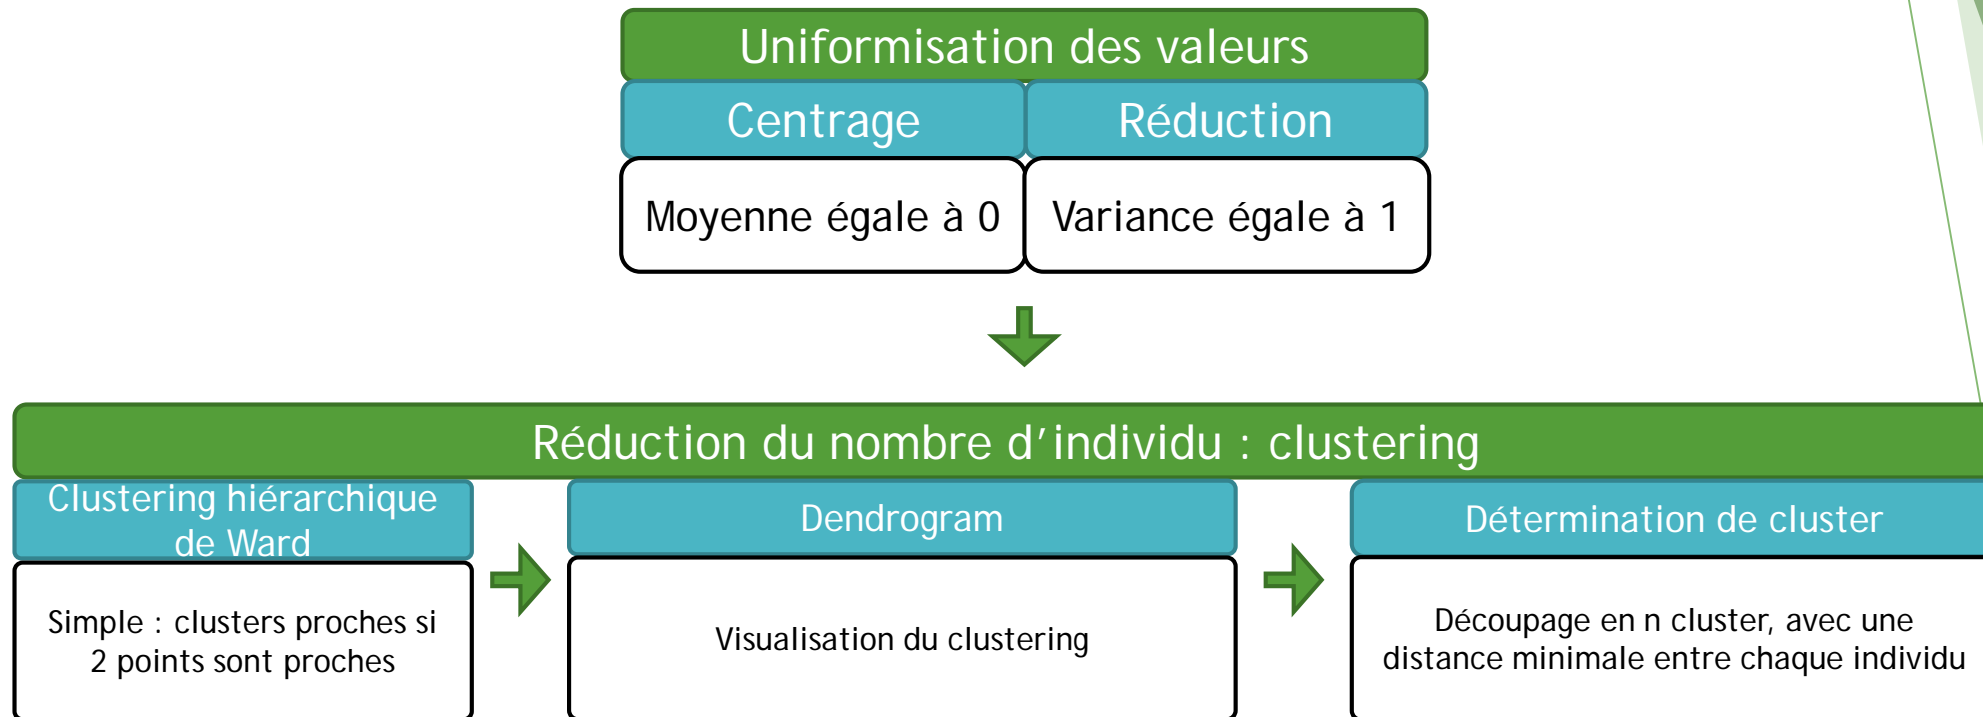 Uniformisation des valeurs
Centrage
Réduction
Moyenne égale à 0
Variance égale à 1
Réduction du nombre d'individu : clustering
Clustering hiérarchique
de Ward
Simple : clusters proches si
2 points sont proches
Dendrogram
Visualisation du clustering
Détermination de cluster
Découpage en n cluster, avec une
distance minimale entre chaque individu